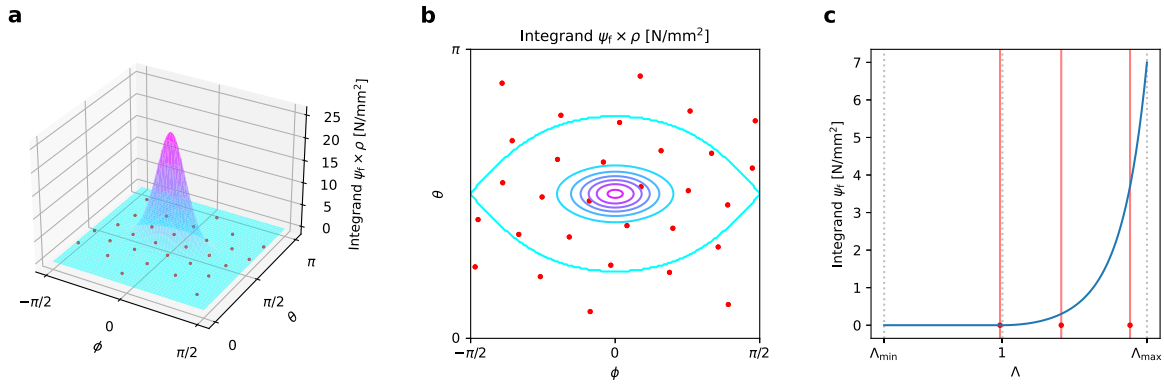 a
25
20
15
10
5
0
Integrand ψf × ρ [N/mm²]
−π/2
0
π/2
ϕ
0
π/2
π
θ
b
Integrand ψf × ρ [N/mm²]
π
θ
0
−π/2
0
π/2
ϕ
c
7
6
5
4
3
2
1
0
Integrand ψf [N/mm²]
Λmin
1
Λmax
Λ